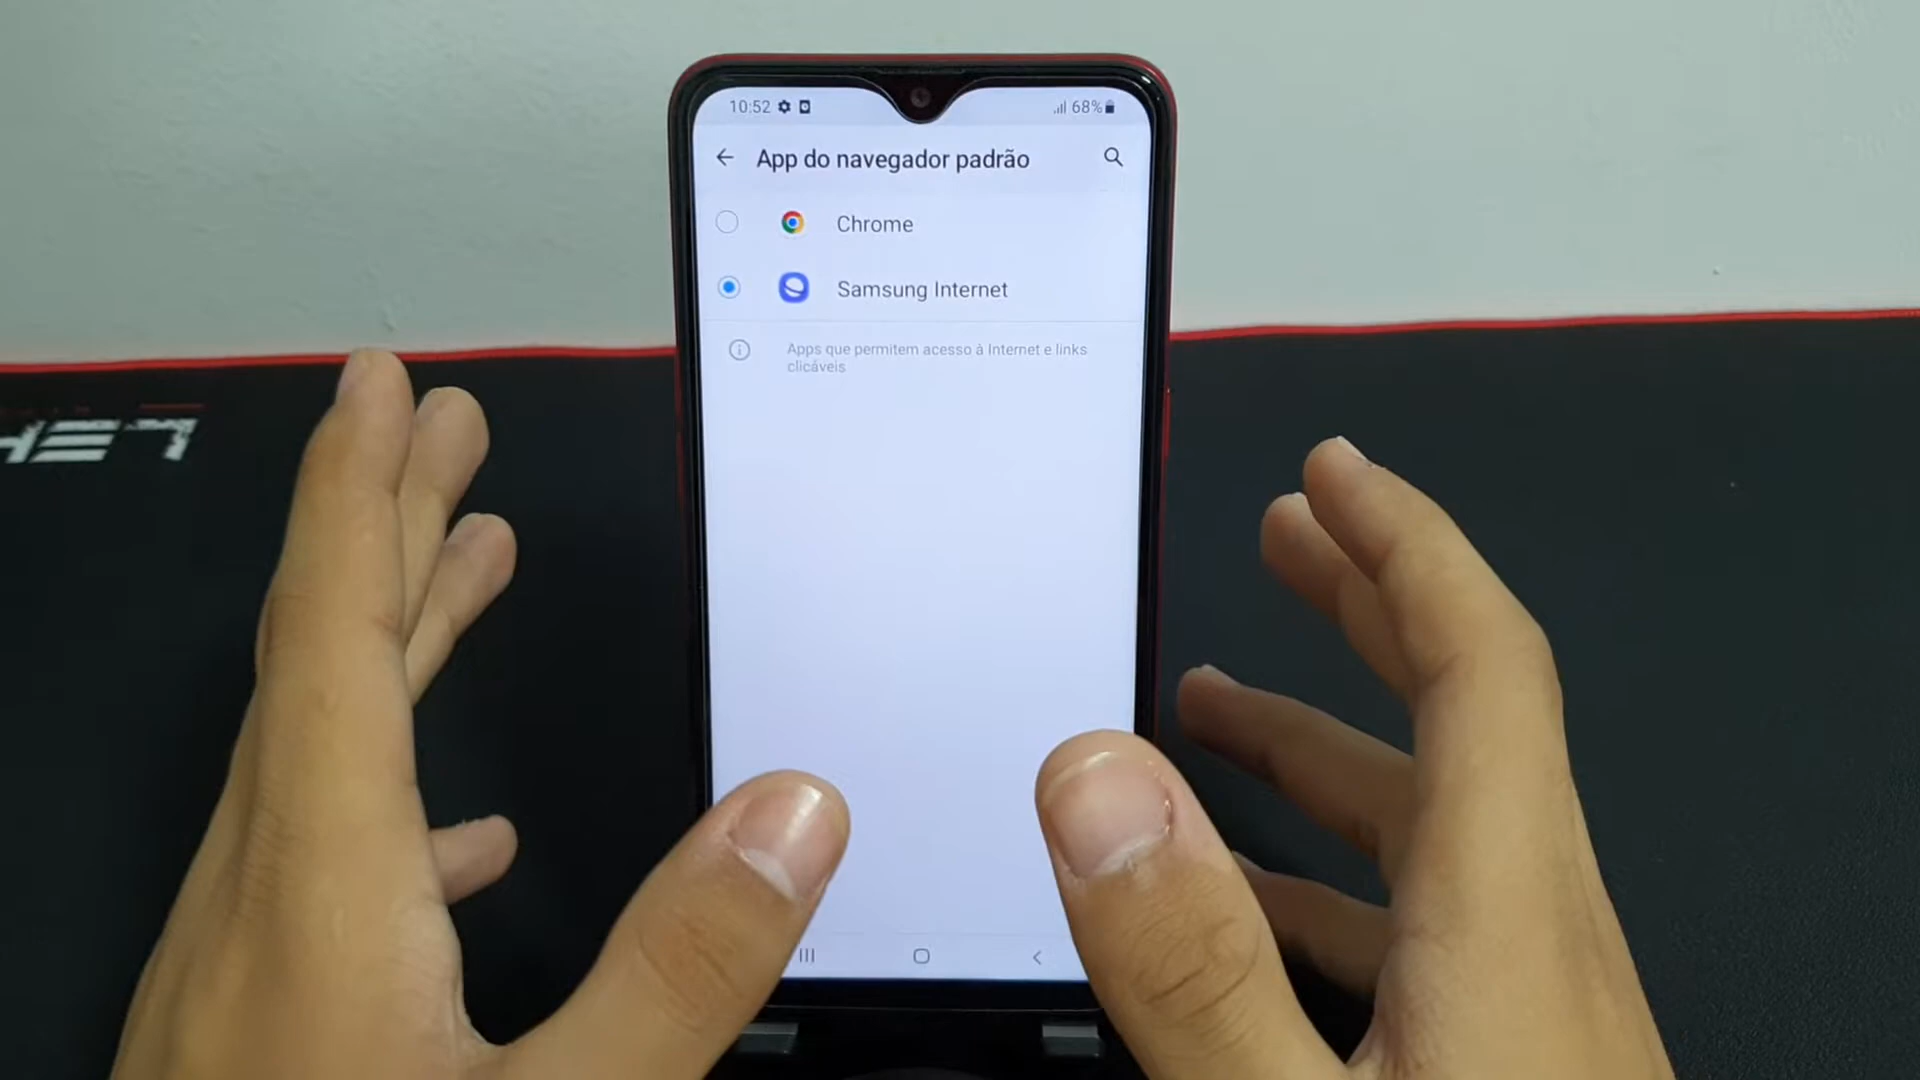 10:52 68%
App do navegador padrão
Chrome
Samsung Internet
Apps que permitem acesso à Internet e links
clicáveis